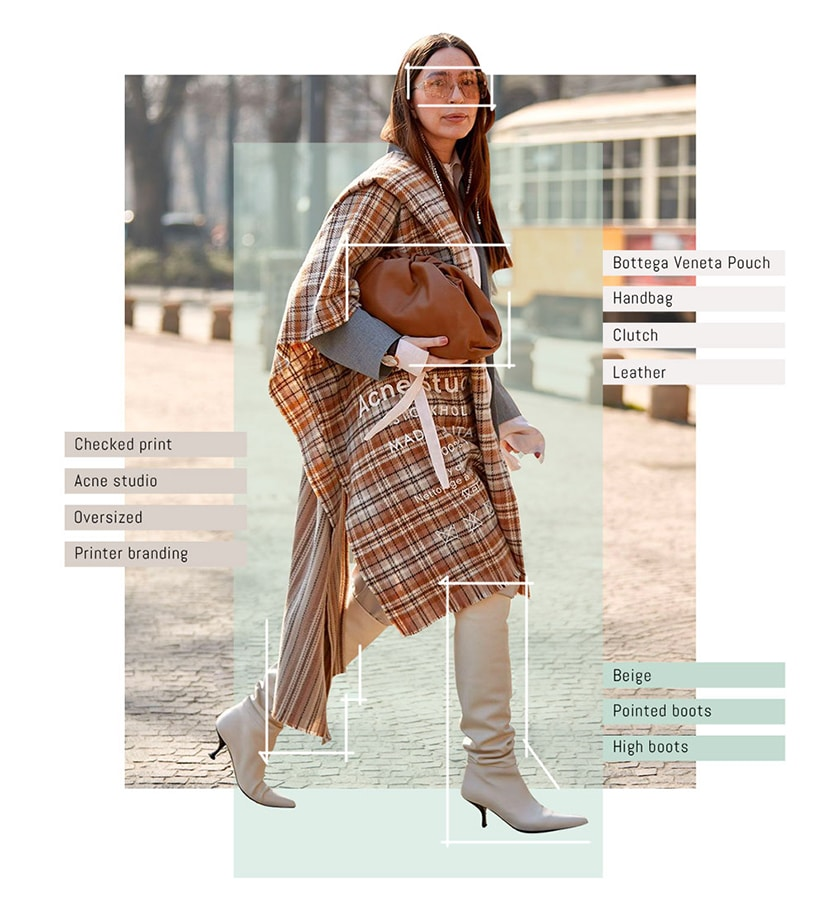 Bottega Veneta Pouch
Handbag
Clutch
Leather
Acne Stud
Checked print
Acne studio
Oversized
Printer branding
Beige
Pointed boots
High boots